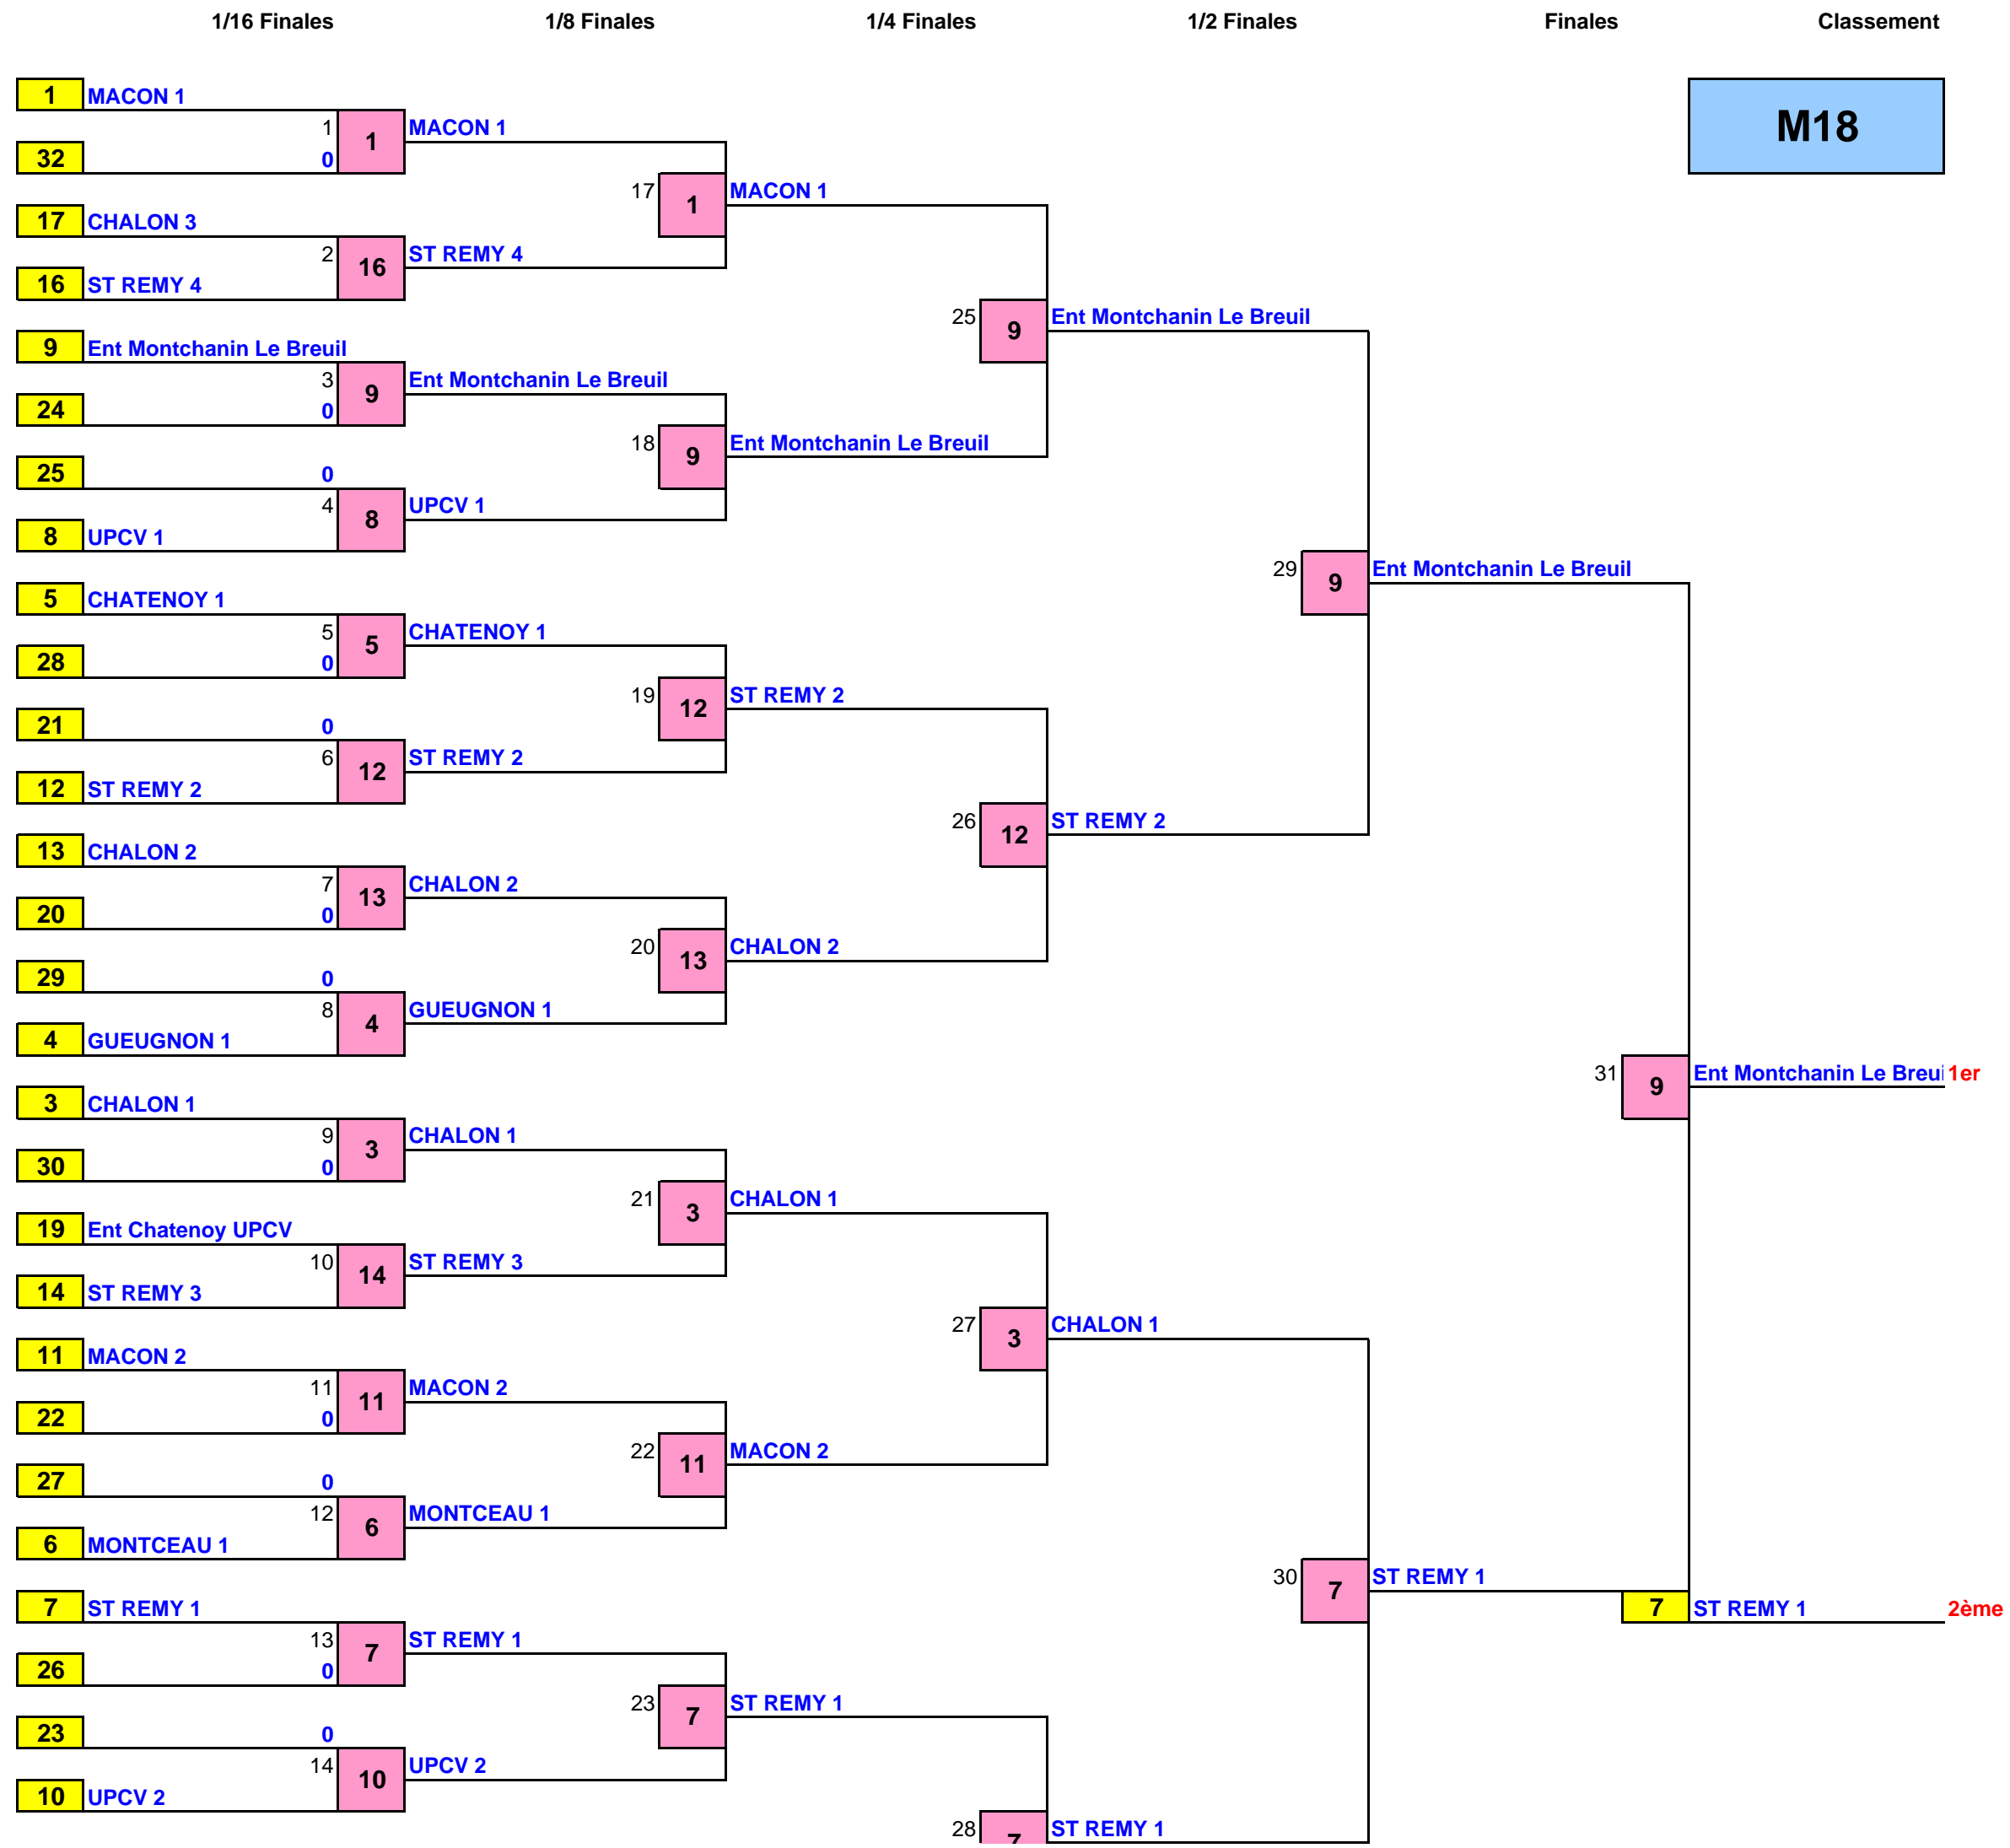 1/16 Finales 1/8 Finales 1/4 Finales 1/2 Finales Finales Classement
1 MACON 1
M18
1 1 MACON 1
32 0
17 1 MACON 1
17 CHALON 3
2 16 ST REMY 4
16 ST REMY 4
25 9 Ent Montchanin Le Breuil
9 Ent Montchanin Le Breuil
3 9 Ent Montchanin Le Breuil
24 0
18 9 Ent Montchanin Le Breuil
25 0
4 8 UPCV 1
8 UPCV 1
29 9 Ent Montchanin Le Breuil
5 CHATENOY 1
5 5 CHATENOY 1
28 0
19 12 ST REMY 2
21 0
6 12 ST REMY 2
12 ST REMY 2
26 12 ST REMY 2
13 CHALON 2
7 13 CHALON 2
20 0
20 13 CHALON 2
29 0
8 4 GUEUGNON 1
4 GUEUGNON 1
31 9 Ent Montchanin Le Breui 1er
3 CHALON 1
9 3 CHALON 1
30 0
21 3 CHALON 1
19 Ent Chatenoy UPCV
10 14 ST REMY 3
14 ST REMY 3
27 3 CHALON 1
11 MACON 2
11 11 MACON 2
22 0
22 11 MACON 2
27 0
12 6 MONTCEAU 1
6 MONTCEAU 1
30 7 ST REMY 1
7 ST REMY 1 7 ST REMY 1 2ème
13 7 ST REMY 1
26 0
23 7 ST REMY 1
23 0
14 10 UPCV 2
10 UPCV 2
28 7 ST REMY 1